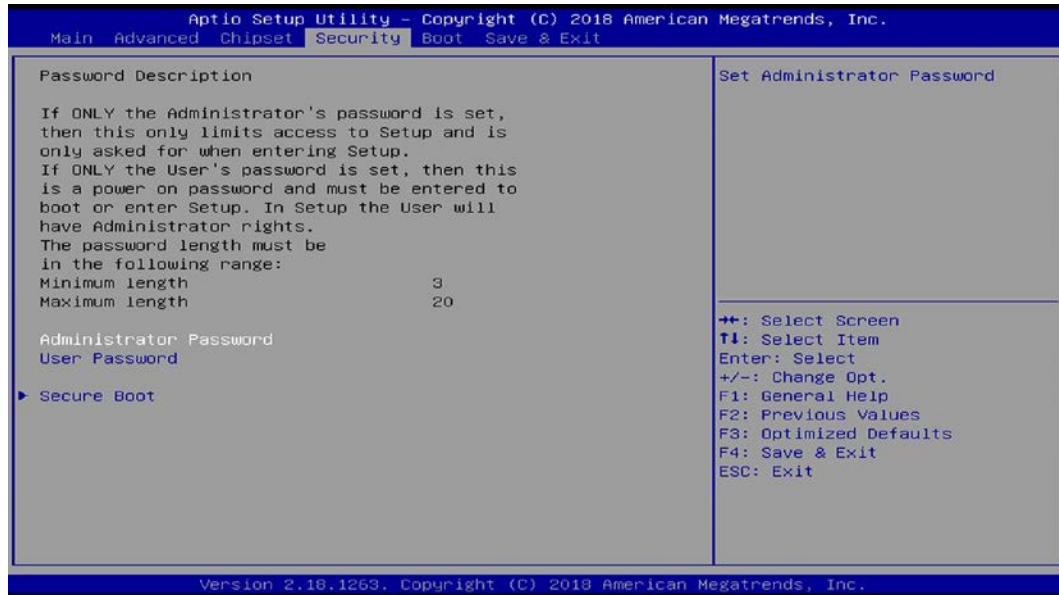 Aptio Setup Utility – Copyright (C) 2018 American Megatrends, Inc.
Main Advanced Chipset Security Boot Save & Exit
Password Description
If ONLY the Administrator's password is set,
then this only limits access to Setup and is
only asked for when entering Setup.
If ONLY the User's password is set, then this
is a power on password and must be entered to
boot or enter Setup. In Setup the User will
have Administrator rights.
The password length must be
in the following range:
Minimum length 3
Maximum length 20
Administrator Password
User Password
▶ Secure Boot
Set Administrator Password
→←: Select Screen
↑↓: Select Item
Enter: Select
+/-: Change Opt.
F1: General Help
F2: Previous Values
F3: Optimized Defaults
F4: Save & Exit
ESC: Exit
Version 2.18.1263. Copyright (C) 2018 American Megatrends, Inc.